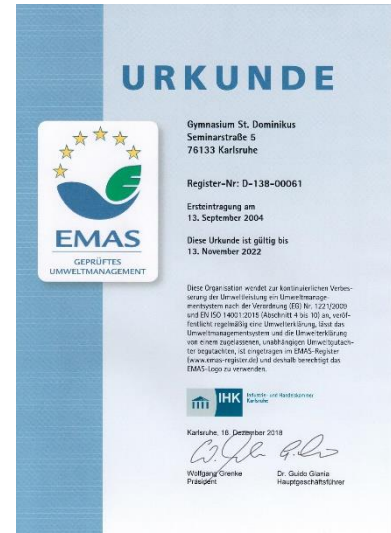 URKUNDE
Gymnasium St. Dominikus
Seminarstraße 5
76133 Karlsruhe
Register-Nr: D-138-00061
Ersteintragung am
13. September 2004
Diese Urkunde ist gültig bis
13. November 2022
EMAS
GEPRÜFTES
UMWELTMANAGEMENT
Diese Organisation wendet zur kontinuierlichen Verbes-
serung der Umweltleistung ein Umweltmanage-
mentsystem nach der Verordnung (EG) Nr. 1221/2009
und EN ISO 14001:2015 (Abschnitt 4 bis 10) an, veröf-
fentlicht regelmäßig eine Umwelterklärung, lässt das
Umweltmanagementsystem und die Umwelterklärung
von einem zugelassenen, unabhängigen Umweltgutach-
ter begutachten, ist eingetragen im EMAS-Register
(www.emas-register.de) und deshalb berechtigt das
EMAS-Logo zu verwenden.
IHK
Industrie- und Handelskammer
Karlsruhe
Karlsruhe, 18. Dezember 2018
Wolfgang Grenke
Präsident
Dr. Guido Glania
Hauptgeschäftsführer